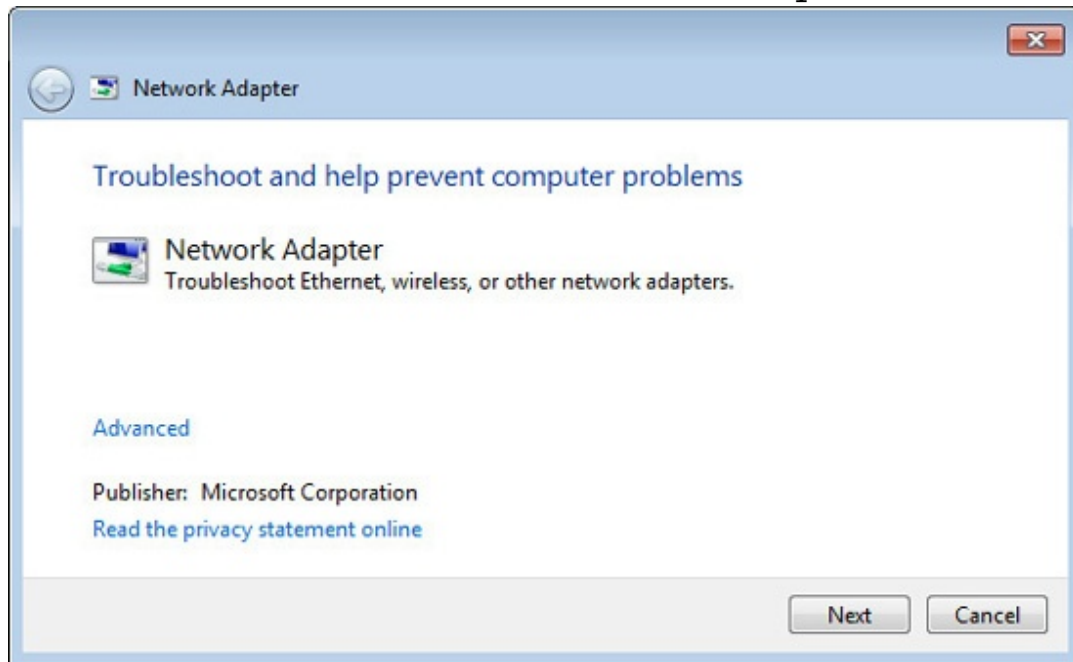 Network Adapter
Troubleshoot and help prevent computer problems
Network Adapter
Troubleshoot Ethernet, wireless, or other network adapters.
Advanced
Publisher: Microsoft Corporation
Read the privacy statement online
Next Cancel